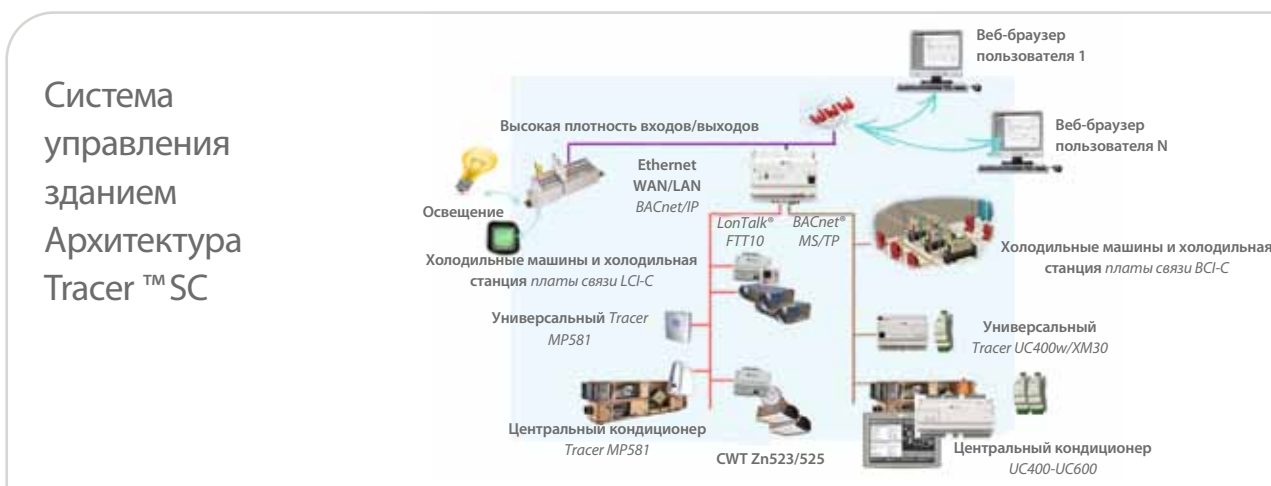 Система
управления
зданием
Архитектура
Tracer ™ SC
Веб-браузер
пользователя 1
www
Высокая плотность входов/выходов
Веб-браузер
пользователя N
Ethernet
WAN/LAN
BACnet/IP
Освещение
LonTalk®
FTT10
BACnet®
MS/TP
Холодильные машины и холодильная
станция платы связи LCI-C
Холодильные машины и холодильная
станция платы связи BCI-C
Универсальный Tracer
MP581
Универсальный
Tracer UC400w/XM30
Центральный кондиционер
Tracer MP581
CWT Zn523/525
Центральный кондиционер
UC400-UC600